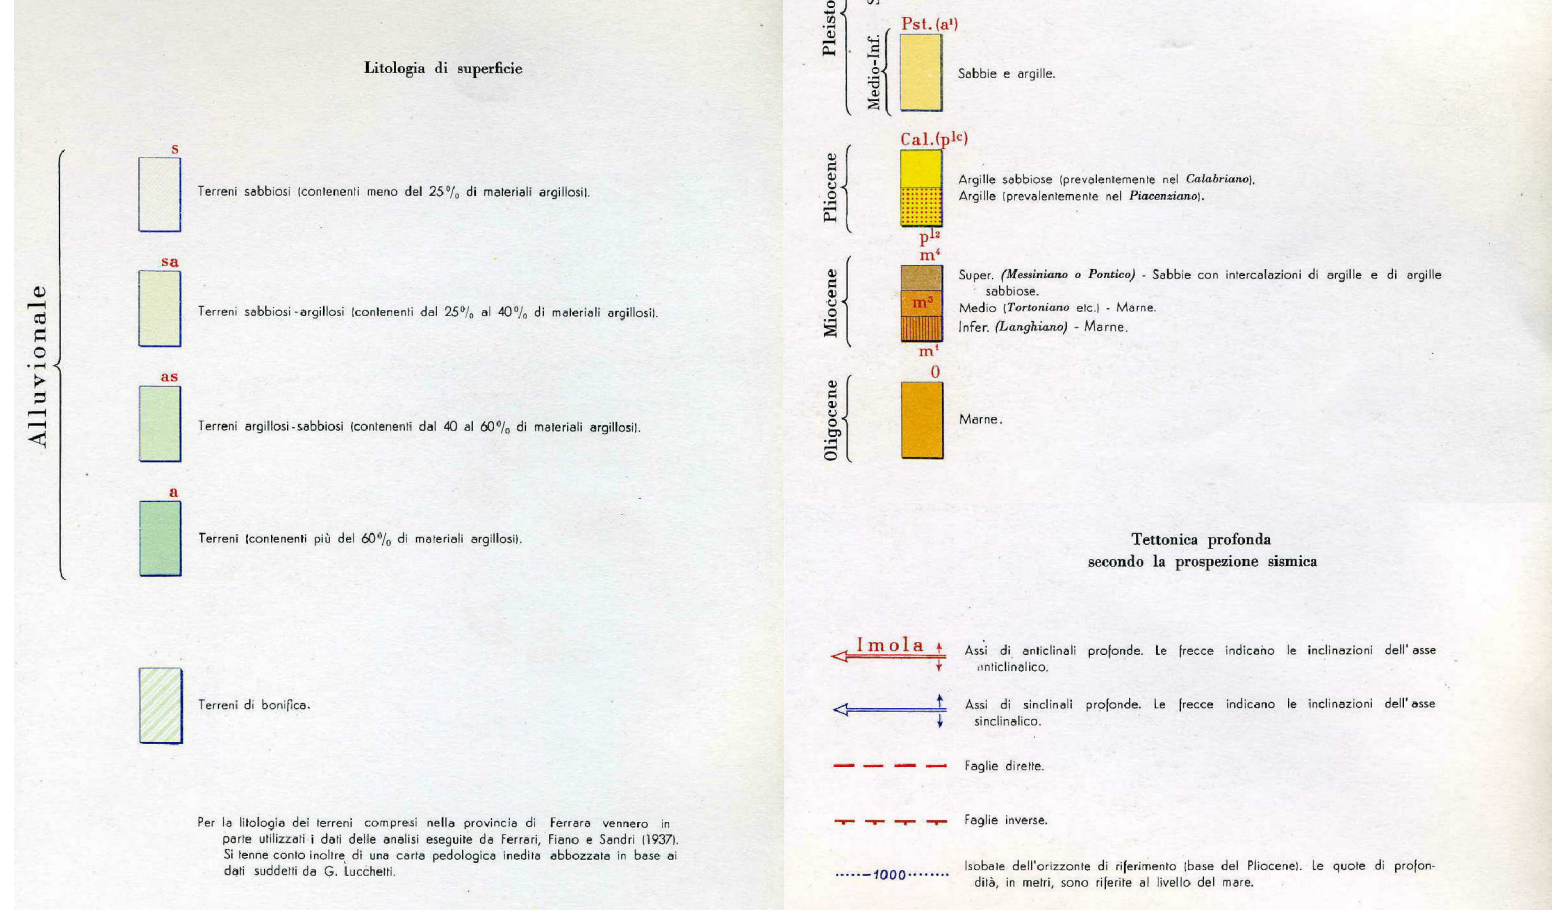 Litologia di superficie
Alluvionale
s
Terreni sabbiosi (contenenti meno del 25% di materiali argillosi).
sa
Terreni sabbiosi-argillosi (contenenti dal 25% al 40% di materiali argillosi).
as
Terreni argillosi-sabbiosi (contenenti dal 40 al 60% di materiali argillosi).
a
Terreni (contenenti più del 60% di materiali argillosi).
Terreni di bonifica.
Per la litologia dei terreni compresi nella provincia di Ferrara vennero in
parte utilizzati i dati delle analisi eseguite da Ferrari, Fiano e Sandri (1937).
Si tenne conto inoltre di una carta pedologica inedita abbozzata in base ai
dati suddetti da G. Lucchetti.
Pleisto
Medio-Inf.
Pst.(a¹)
Sabbie e argille.
Pliocene
Cal.(p¹ᶜ)
Argille sabbiose (prevalentemente nel Calabriano).
Argille (prevalentemente nel Piacenziano).
p¹²
Miocene
m⁴
Super. (Messiniano o Pontico) - Sabbie con intercalazioni di argille e di argille
sabbiose.
m³
Medio (Tortoniano etc.) - Marne.
Infer. (Langhiano) - Marne.
m¹
Oligocene
O
Marne.
Tettonica profonda
secondo la prospezione sismica
Imola
Assi di anticlinali profonde. Le frecce indicano le inclinazioni dell'asse
anticlinalico.
Assi di sinclinali profonde. Le frecce indicano le inclinazioni dell'asse
sinclinalico.
Faglie dirette.
Faglie inverse.
-1000
Isobate dell'orizzonte di riferimento (base del Pliocene). Le quote di profon-
dità, in metri, sono riferite al livello del mare.